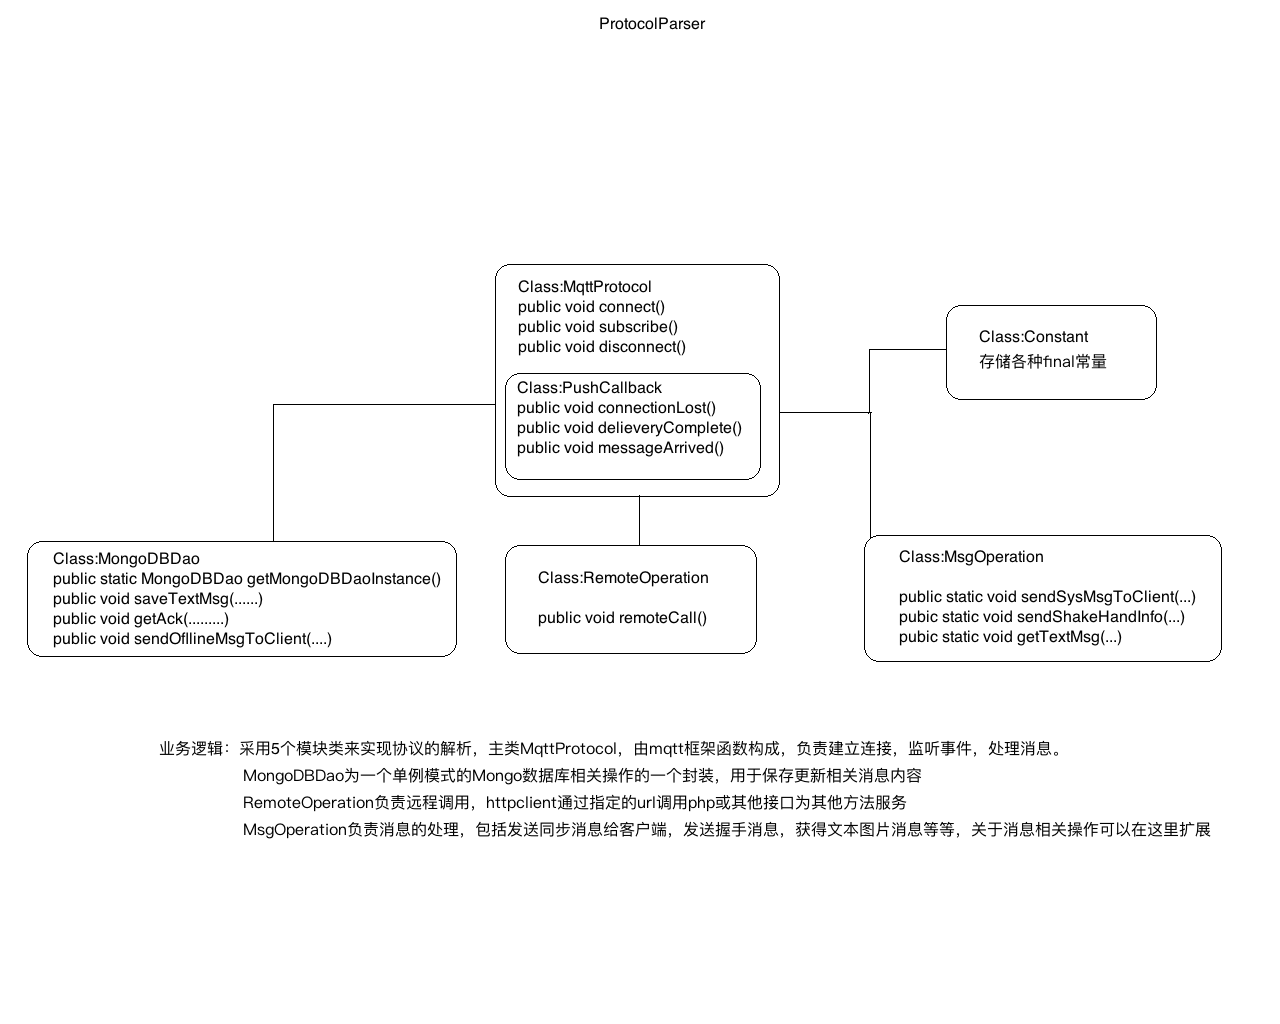 ProtocolParser
Class:MqttProtocol
public void connect()
public void subscribe()
public void disconnect()
Class:PushCallback
public void connectionLost()
public void delieveryComplete()
public void messageArrived()
Class:Constant
存储各种final常量
Class:MongoDBDao
public static MongoDBDao getMongoDBDaoInstance()
public void saveTextMsg(......)
public void getAck(.........)
public void sendOfllineMsgToClient(....)
Class:RemoteOperation
public void remoteCall()
Class:MsgOperation
public static void sendSysMsgToClient(...)
pubic static void sendShakeHandInfo(...)
pubic static void getTextMsg(...)
业务逻辑：采用5个模块类来实现协议的解析，主类MqttProtocol，由mqtt框架函数构成，负责建立连接，监听事件，处理消息。
MongoDBDao为一个单例模式的Mongo数据库相关操作的一个封装，用于保存更新相关消息内容
RemoteOperation负责远程调用，httpclient通过指定的url调用php或其他接口为其他方法服务
MsgOperation负责消息的处理，包括发送同步消息给客户端，发送握手消息，获得文本图片消息等等，关于消息相关操作可以在这里扩展